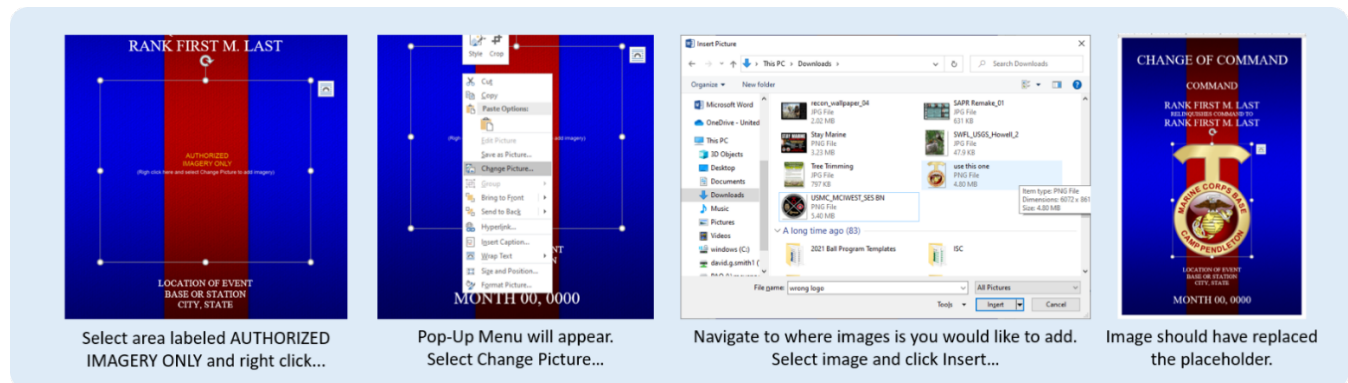 RANK FIRST M. LAST
AUTHORIZED
IMAGERY ONLY
(Righ click here and select Change Picture to add imagery)
LOCATION OF EVENT
BASE OR STATION
CITY, STATE
Select area labeled AUTHORIZED
IMAGERY ONLY and right click...
Style Crop
Cut
Copy
Paste Options:
Edit Picture
Save as Picture...
Change Picture...
Group
Bring to Front
Send to Back
Hyperlink...
Insert Caption...
Wrap Text
Size and Position...
Format Picture...
MONTH 00, 0000
Pop-Up Menu will appear.
Select Change Picture...
Insert Picture
This PC > Downloads >
Search Downloads
Organize
New folder
Microsoft Word
OneDrive - United
This PC
3D Objects
Desktop
Documents
Downloads
Music
Pictures
Videos
windows (C:)
david.g.smith1 (
recon_wallpaper_04
JPG File
2.02 MB
SAPR Remake_01
JPG File
631 KB
Stay Marine
PNG File
3.23 MB
SWFL_USGS_Howell_2
JPG File
47.9 KB
Tree Trimming
JPG File
797 KB
use this one
PNG File
4.80 MB
USMC_MCIWEST_SES BN
PNG File
5.40 MB
Item type: PNG File
Dimensions: 6072 x 861
Size: 4.80 MB
A long time ago (83)
2021 Ball Program Templates
ISC
File name: wrong logo
All Pictures
Tools
Insert
Cancel
Navigate to where images is you would like to add.
Select image and click Insert...
CHANGE OF COMMAND
COMMAND
RANK FIRST M. LAST
RELINQUISHES COMMAND TO
RANK FIRST M. LAST
MARINE CORPS BASE
CAMP PENDLETON
LOCATION OF EVENT
BASE OR STATION
CITY, STATE
MONTH 00, 0000
Image should have replaced
the placeholder.